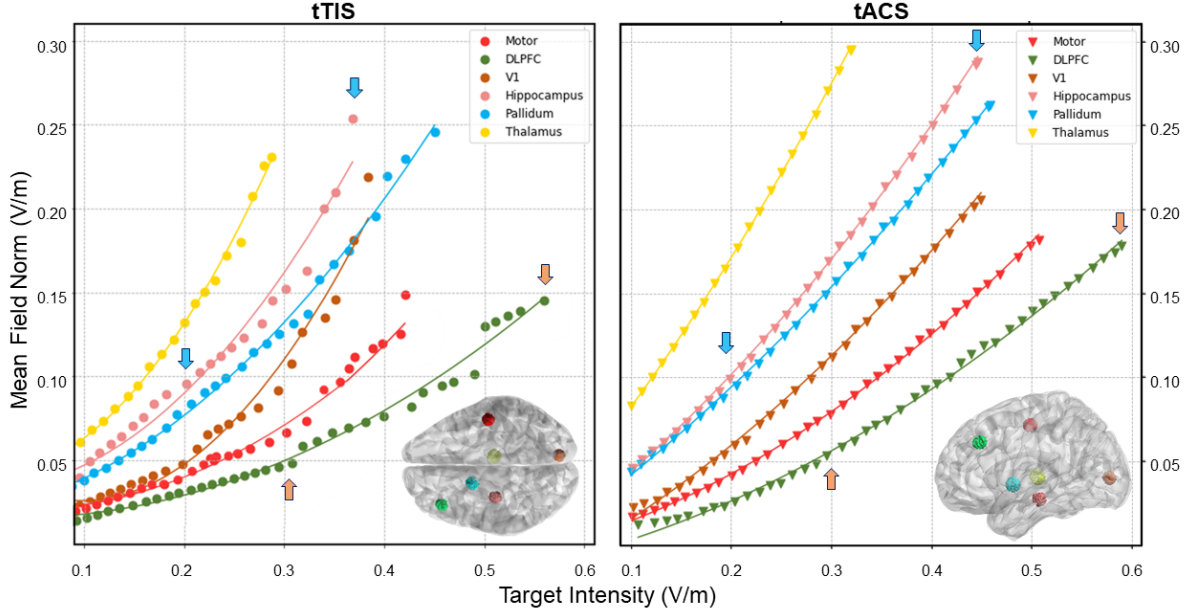 tTIS
tACS
Mean Field Norm (V/m)
0.30
0.25
0.20
0.15
0.10
0.05
Motor
DLPFC
V1
Hippocampus
Pallidum
Thalamus
0.1 0.2 0.3 0.4 0.5 0.6
Motor
DLPFC
V1
Hippocampus
Pallidum
Thalamus
0.30
0.25
0.20
0.15
0.10
0.05
0.1 0.2 0.3 0.4 0.5 0.6
Target Intensity (V/m)